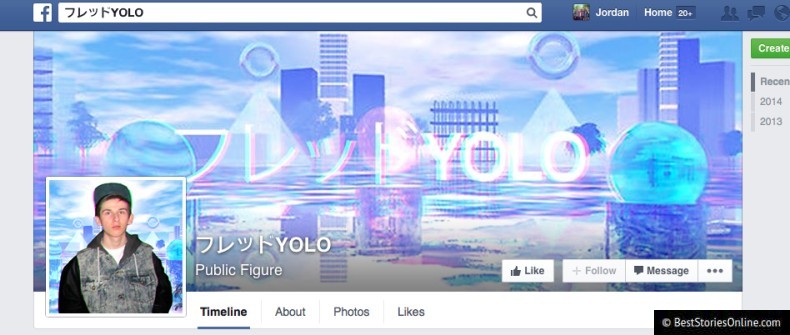 フレッドYOLO
Jordan
Home 20+
Create
Recen
2014
2013
フレッドYOLO
フレッドYOLO
Public Figure
Like
Follow
Message
Timeline
About
Photos
Likes
© BestStoriesOnline.com